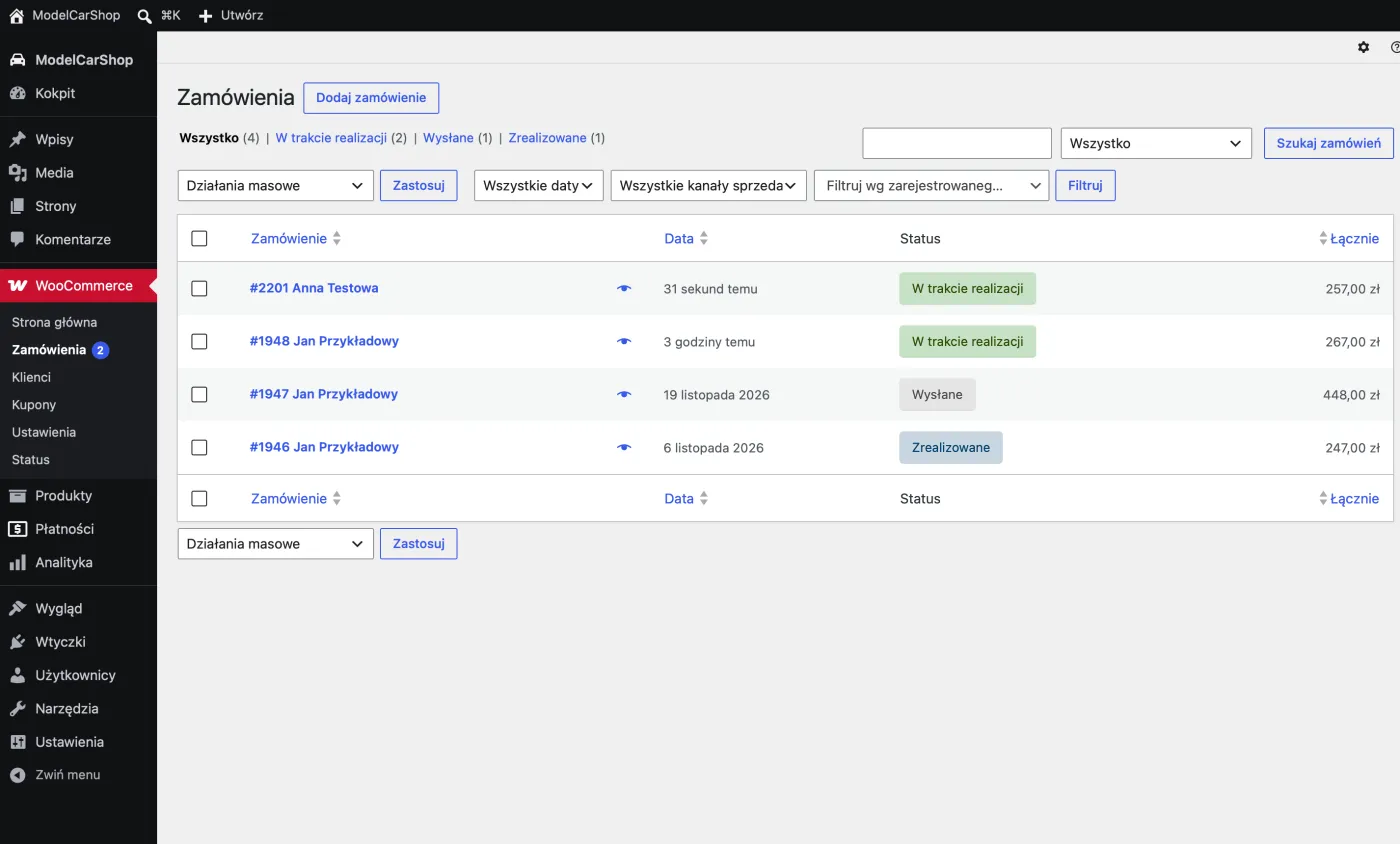 ModelCarShop ⌘K Utwórz
ModelCarShop
Kokpit
Wpisy
Media
Strony
Komentarze
WooCommerce
Strona główna
Zamówienia 2
Klienci
Kupony
Ustawienia
Status
Produkty
Płatności
Analityka
Wygląd
Wtyczki
Użytkownicy
Narzędzia
Ustawienia
Zwiń menu
Zamówienia Dodaj zamówienie
Wszystko (4) | W trakcie realizacji (2) | Wysłane (1) | Zrealizowane (1)
Wszystko Szukaj zamówień
Działania masowe Zastosuj Wszystkie daty Wszystkie kanały sprzeda Filtruj wg zarejestrowaneg... Filtruj
Zamówienie Data Status Łącznie
#2201 Anna Testowa 31 sekund temu W trakcie realizacji 257,00 zł
#1948 Jan Przykładowy 3 godziny temu W trakcie realizacji 267,00 zł
#1947 Jan Przykładowy 19 listopada 2026 Wysłane 448,00 zł
#1946 Jan Przykładowy 6 listopada 2026 Zrealizowane 247,00 zł
Zamówienie Data Status Łącznie
Działania masowe Zastosuj